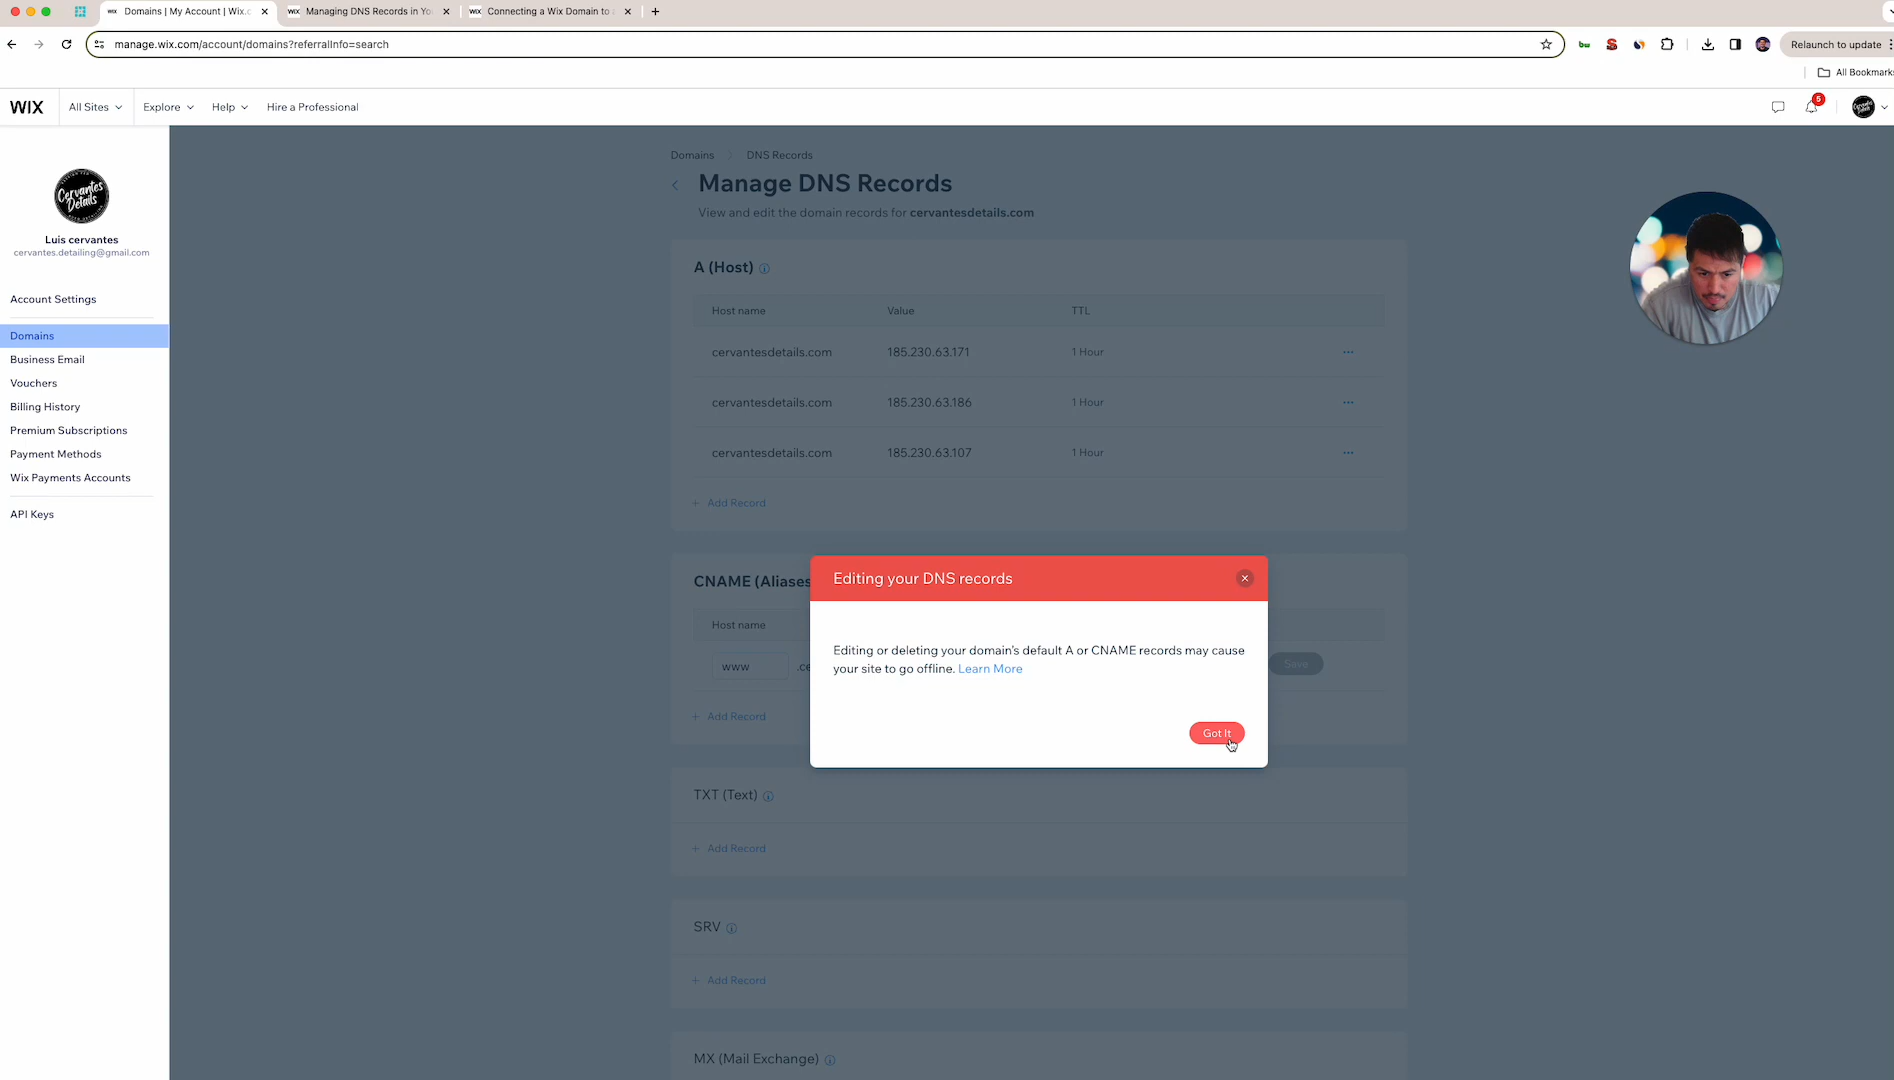 Domains | My Account | Wix.c
Managing DNS Records in Yo
Connecting a Wix Domain to
manage.wix.com/account/domains?referralInfo=search
Relaunch to update
All Bookmarks
WIX
All Sites
Explore
Help
Hire a Professional
5
Cervantes
Details
Luis cervantes
cervantes.detailing@gmail.com
Account Settings
Domains
Business Email
Vouchers
Billing History
Premium Subscriptions
Payment Methods
Wix Payments Accounts
API Keys
Domains
DNS Records
Manage DNS Records
View and edit the domain records for cervantesdetails.com
A (Host)
Host name Value TTL
cervantesdetails.com 185.230.63.171 1 Hour
cervantesdetails.com 185.230.63.186 1 Hour
cervantesdetails.com 185.230.63.107 1 Hour
+ Add Record
CNAME (Aliases
Host name
www .ce
Save
+ Add Record
Editing your DNS records
Editing or deleting your domain's default A or CNAME records may cause
your site to go offline. Learn More
Got It
TXT (Text)
+ Add Record
SRV
+ Add Record
MX (Mail Exchange)